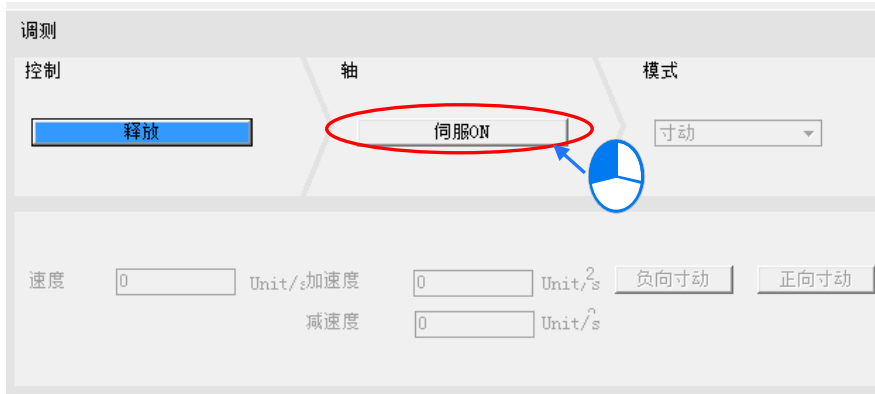 调测
控制 轴 模式
释放 伺服ON 寸动
速度 0 Unit/s 加速度 0 Unit/s2 负向寸动 正向寸动
减速度 0 Unit/s2